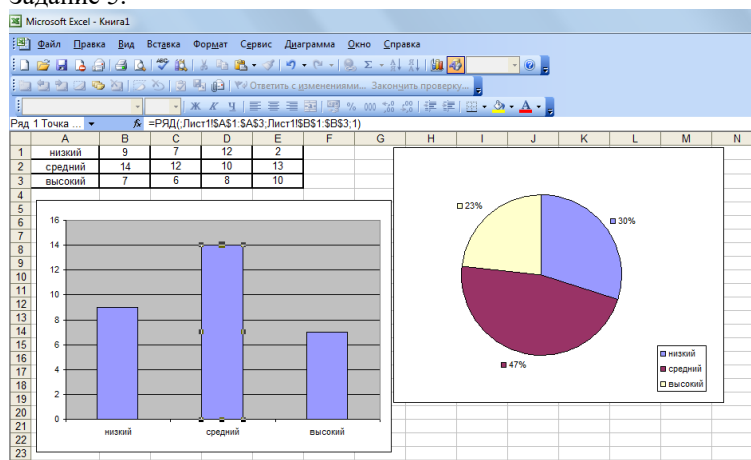 Задание 5.
Microsoft Excel - Книга1
Файл Правка Вид Вставка Формат Сервис Диаграмма Окно Справка
Ответить с изменениями... Закончить проверку...
Ж К Ч
% 000
Ряд 1 Точка ... fx =РЯД(;Лист1!$A$1:$A$3;Лист1!$B$1:$B$3;1)
A B C D E F G H I J K L M N
1 низкий 9 7 12 2
2 средний 14 12 10 13
3 высокий 7 6 8 10
4
5
6
7
8
9
10
11
12
13
14
15
16
17
18
19
20
21
22
23
16
14
12
10
8
6
4
2
0
низкий средний высокий
23%
30%
47%
низкий
средний
высокий